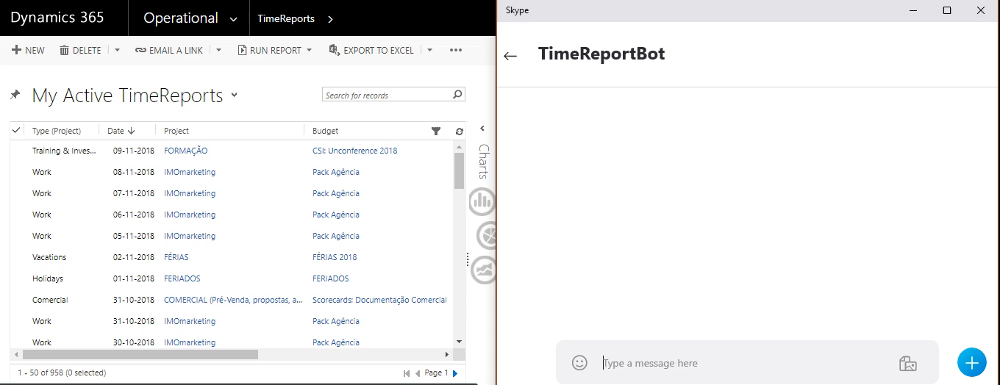 Dynamics 365 Operational TimeReports
NEW DELETE EMAIL A LINK RUN REPORT EXPORT TO EXCEL
My Active TimeReports
Search for records
Type (Project) Date Project Budget
Training & Inves... 09-11-2018 FORMAÇÃO CSI: Unconference 2018
Work 08-11-2018 IMOmarketing Pack Agência
Work 07-11-2018 IMOmarketing Pack Agência
Work 06-11-2018 IMOmarketing Pack Agência
Work 05-11-2018 IMOmarketing Pack Agência
Vacations 02-11-2018 FÉRIAS FÉRIAS 2018
Holidays 01-11-2018 FERIADOS FERIADOS
Comercial 31-10-2018 COMERCIAL (Pré-Venda, propostas, a... Scorecards: Documentação Comercial
Work 31-10-2018 IMOmarketing Pack Agência
Work 30-10-2018 IMOmarketing Pack Agência
1 - 50 of 958 (0 selected) Page 1
Charts
Skype
TimeReportBot
Type a message here